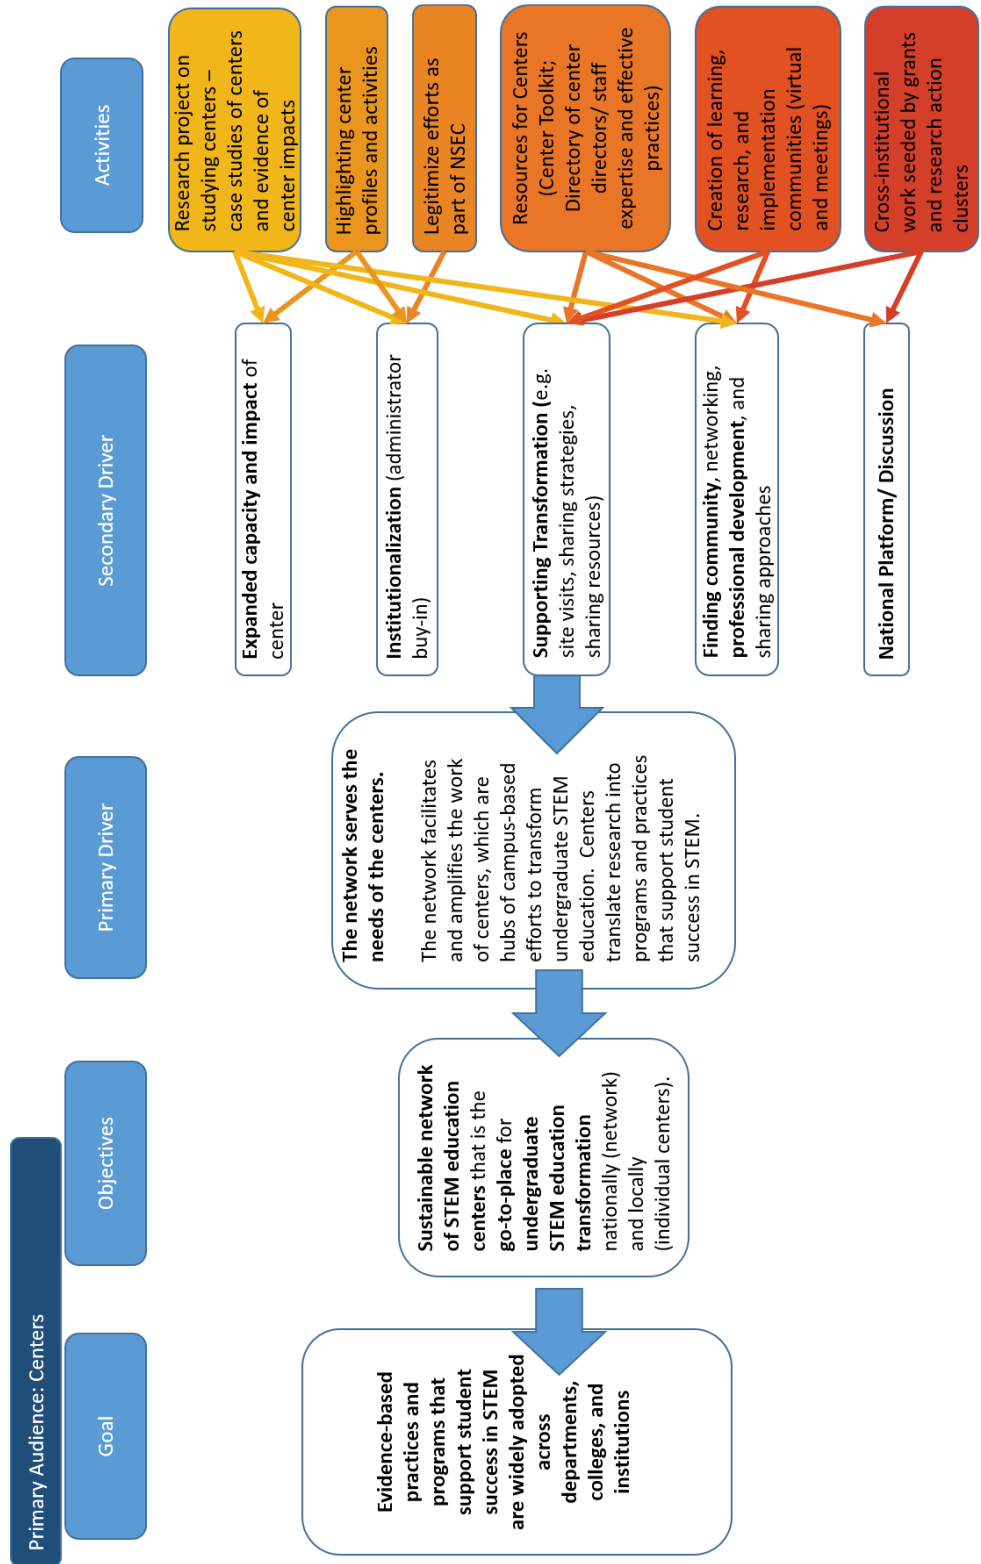 Primary Audience: Centers
Goal
Objectives
Primary Driver
Secondary Driver
Activities
Evidence-based
practices and
programs that
support student
success in STEM
are widely adopted
across
departments,
colleges, and
institutions
Sustainable network
of STEM education
centers that is the
go-to-place for
undergraduate
STEM education
transformation
nationally (network)
and locally
(individual centers).
The network serves the
needs of the centers.
The network facilitates
and amplifies the work
of centers, which are
hubs of campus-based
efforts to transform
undergraduate STEM
education.  Centers
translate research into
programs and practices
that support student
success in STEM.
Expanded capacity and impact of
center
Institutionalization (administrator
buy-in)
Supporting Transformation (e.g.
site visits, sharing strategies,
sharing resources)
Finding community, networking,
professional development, and
sharing approaches
National Platform/ Discussion
Research project on
studying centers –
case studies of centers
and evidence of
center impacts
Highlighting center
profiles and activities
Legitimize efforts as
part of NSEC
Resources for Centers
(Center Toolkit;
Directory of center
directors/ staff
expertise and effective
practices)
Creation of learning,
research, and
implementation
communities (virtual
and meetings)
Cross-institutional
work seeded by grants
and research action
clusters